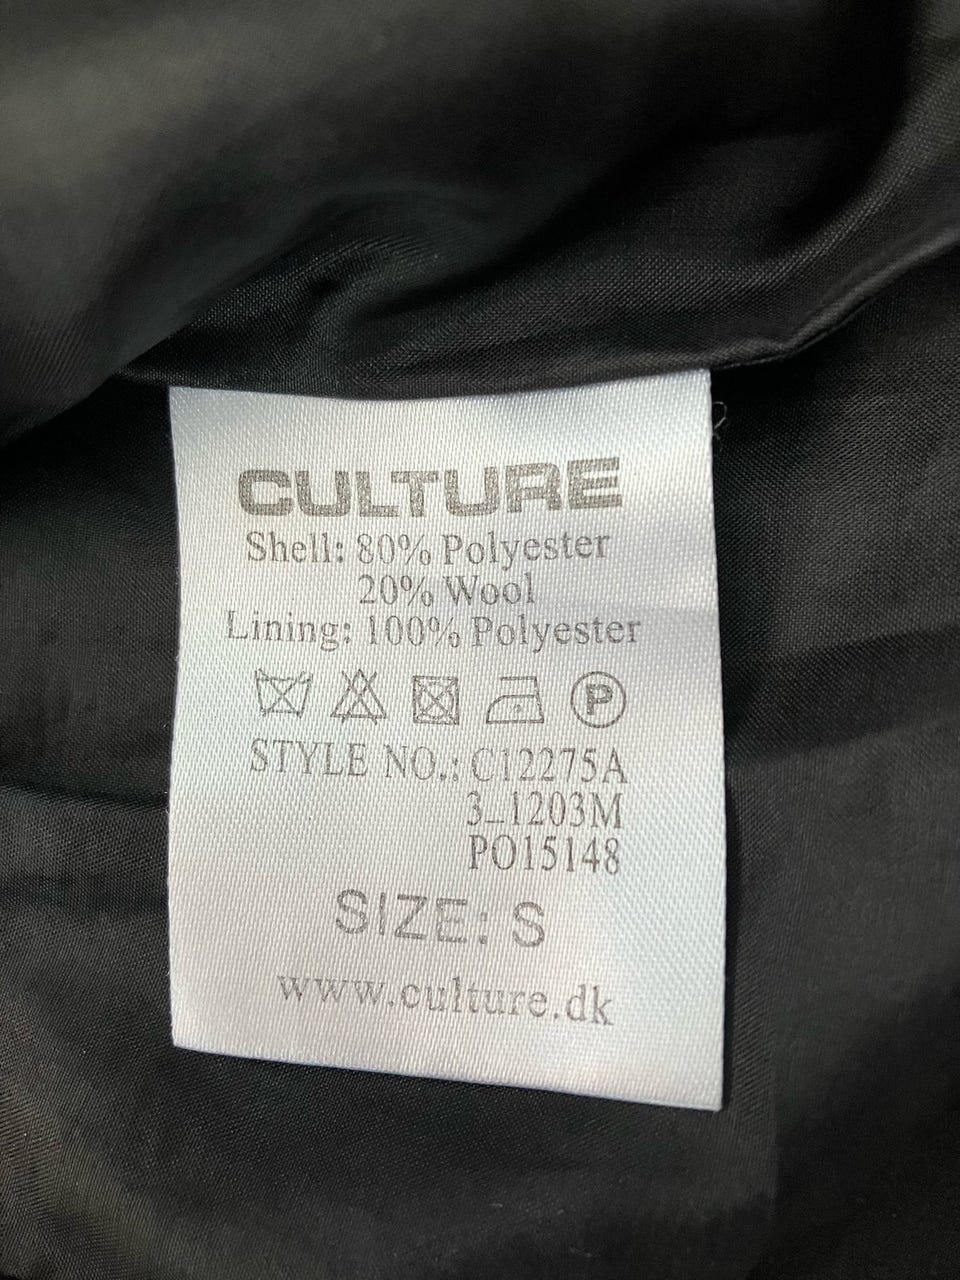 CULTURE
Shell: 80% Polyester
20% Wool
Lining: 100% Polyester
P
STYLE NO.: C12275A
3_1203M
PO15148
SIZE: S
www.culture.dk